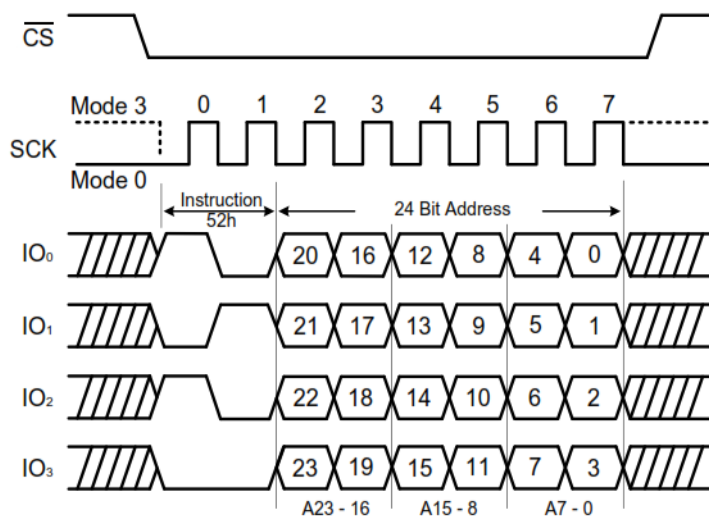 CS
Mode 3 0 1 2 3 4 5 6 7
SCK
Mode 0
Instruction
52h
24 Bit Address
IO₀ 20 16 12 8 4 0
IO₁ 21 17 13 9 5 1
IO₂ 22 18 14 10 6 2
IO₃ 23 19 15 11 7 3
A23 - 16 A15 - 8 A7 - 0